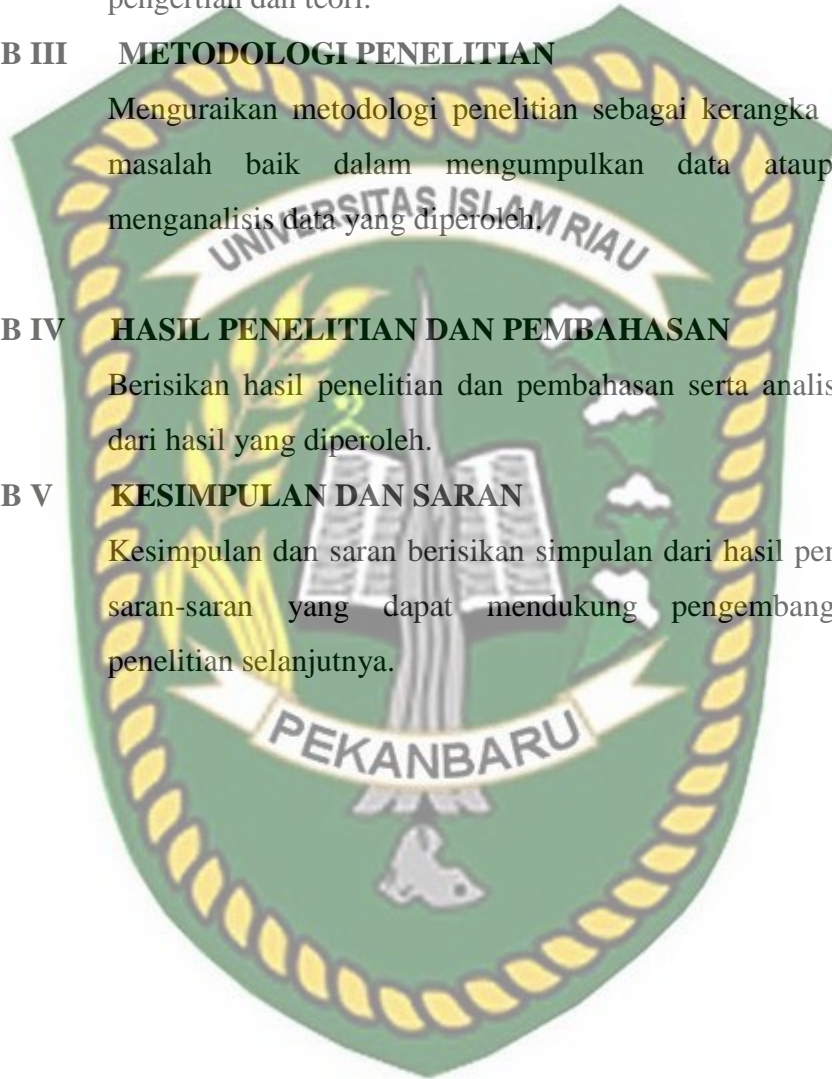 pengertian dan teori.
B III METODOLOGI PENELITIAN
Menguraikan metodologi penelitian sebagai kerangka
masalah baik dalam mengumpulkan data ataup
menganalisis data yang diperoleh.
UNIVERSITAS ISLAM RIAU
B IV HASIL PENELITIAN DAN PEMBAHASAN
Berisikan hasil penelitian dan pembahasan serta analis
dari hasil yang diperoleh.
B V KESIMPULAN DAN SARAN
Kesimpulan dan saran berisikan simpulan dari hasil pen
saran-saran yang dapat mendukung pengembang
penelitian selanjutnya.
PEKANBARU